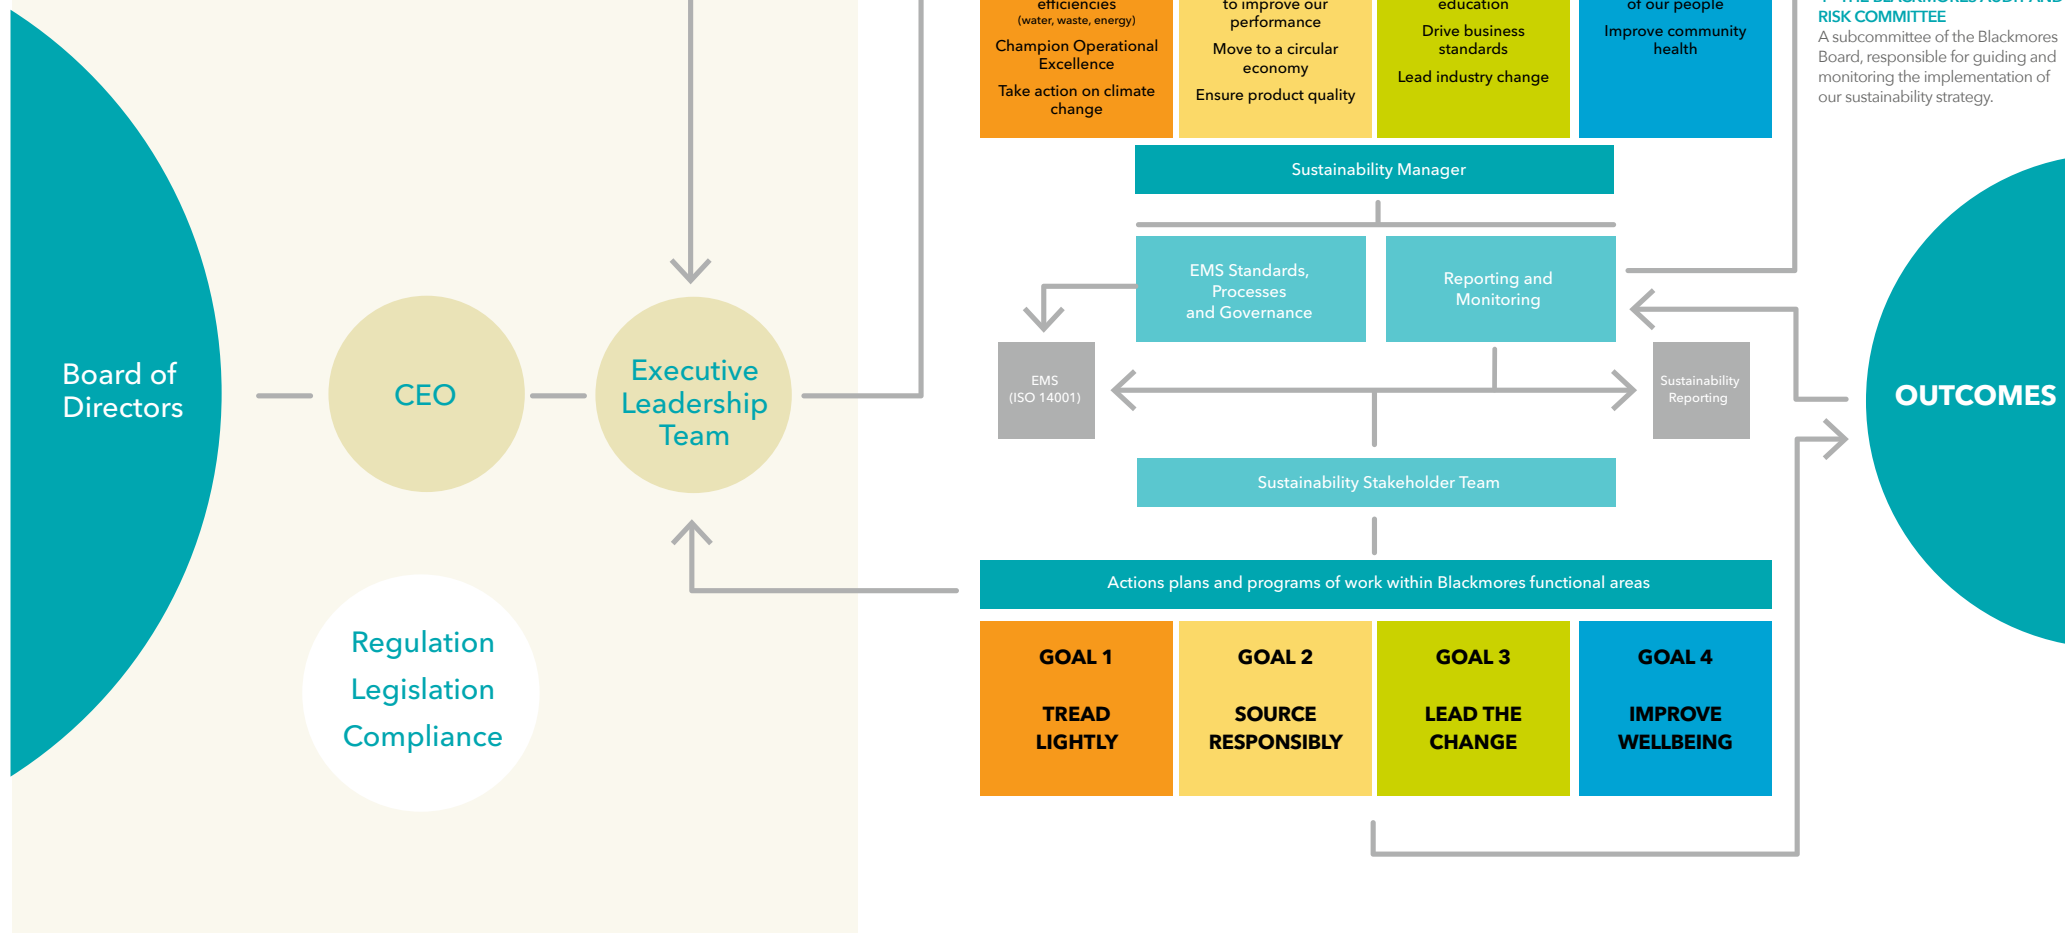 efficiencies
(water, waste, energy)
Champion Operational
Excellence
Take action on climate
change
to improve our
performance
Move to a circular
economy
Ensure product quality
education
Drive business
standards
Lead industry change
of our people
Improve community
health
RISK COMMITTEE
A subcommittee of the Blackmores
Board, responsible for guiding and
monitoring the implementation of
our sustainability strategy.
Sustainability Manager
EMS Standards,
Processes
and Governance
Reporting and
Monitoring
Board of
Directors
CEO
Executive
Leadership
Team
EMS
(ISO 14001)
Sustainability
Reporting
OUTCOMES
Sustainability Stakeholder Team
Actions plans and programs of work within Blackmores functional areas
Regulation
Legislation
Compliance
GOAL 1
TREAD
LIGHTLY
GOAL 2
SOURCE
RESPONSIBLY
GOAL 3
LEAD THE
CHANGE
GOAL 4
IMPROVE
WELLBEING